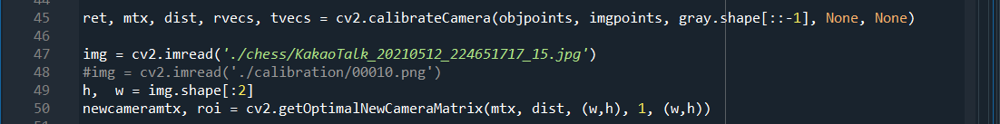 44
45 ret, mtx, dist, rvecs, tvecs = cv2.calibrateCamera(objpoints, imgpoints, gray.shape[::-1], None, None)
46
47 img = cv2.imread('./chess/KakaoTalk_20210512_224651717_15.jpg')
48 #img = cv2.imread('./calibration/00010.png')
49 h,  w = img.shape[:2]
50 newcameramtx, roi = cv2.getOptimalNewCameraMatrix(mtx, dist, (w,h), 1, (w,h))
51